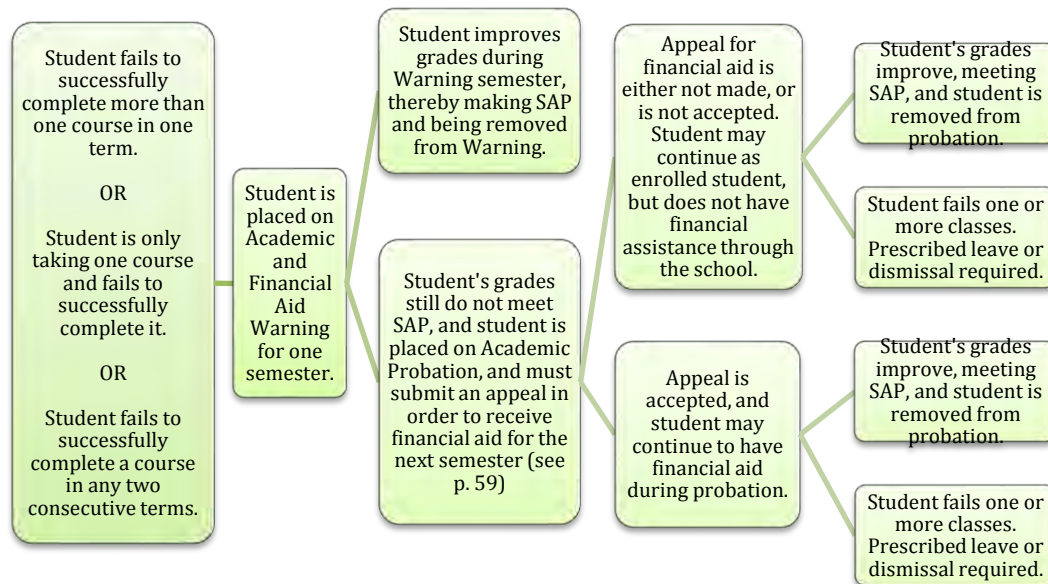 Student fails to
successfully
complete more than
one course in one
term.
OR
Student is only
taking one course
and fails to
successfully
complete it.
OR
Student fails to
successfully
complete a course
in any two
consecutive terms.
Student is
placed on
Academic
and
Financial
Aid
Warning
for one
semester.
Student improves
grades during
Warning semester,
thereby making SAP
and being removed
from Warning.
Student's grades
still do not meet
SAP, and student is
placed on Academic
Probation, and must
submit an appeal in
order to receive
financial aid for the
next semester (see
p. 59)
Appeal for
financial aid is
either not made, or
is not accepted.
Student may
continue as
enrolled student,
but does not have
financial
assistance through
the school.
Appeal is
accepted, and
student may
continue to have
financial aid
during probation.
Student's grades
improve, meeting
SAP, and student is
removed from
probation.
Student fails one or
more classes.
Prescribed leave or
dismissal required.
Student's grades
improve, meeting
SAP, and student is
removed from
probation.
Student fails one or
more classes.
Prescribed leave or
dismissal required.